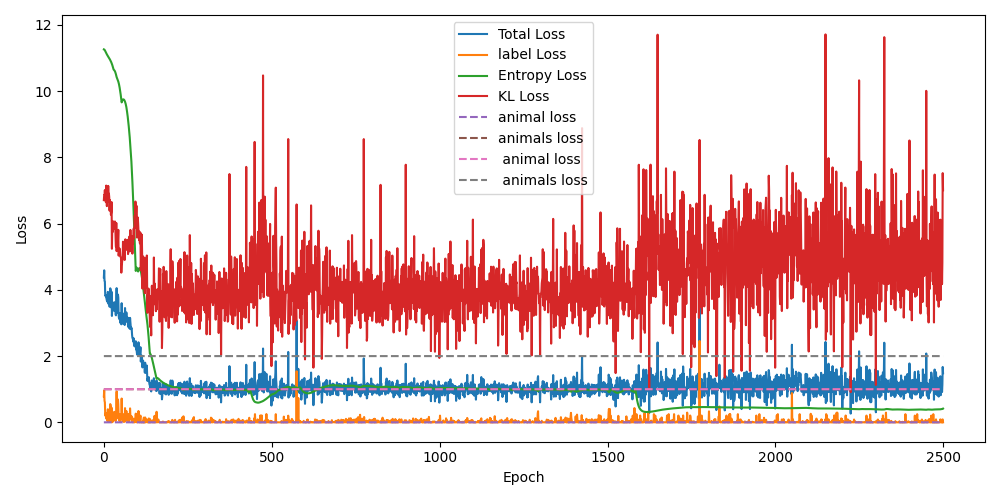 12
10
8
6
4
2
0
Loss
Total Loss
label Loss
Entropy Loss
KL Loss
animal loss
animals loss
animal loss
animals loss
0
500
1000
1500
2000
2500
Epoch